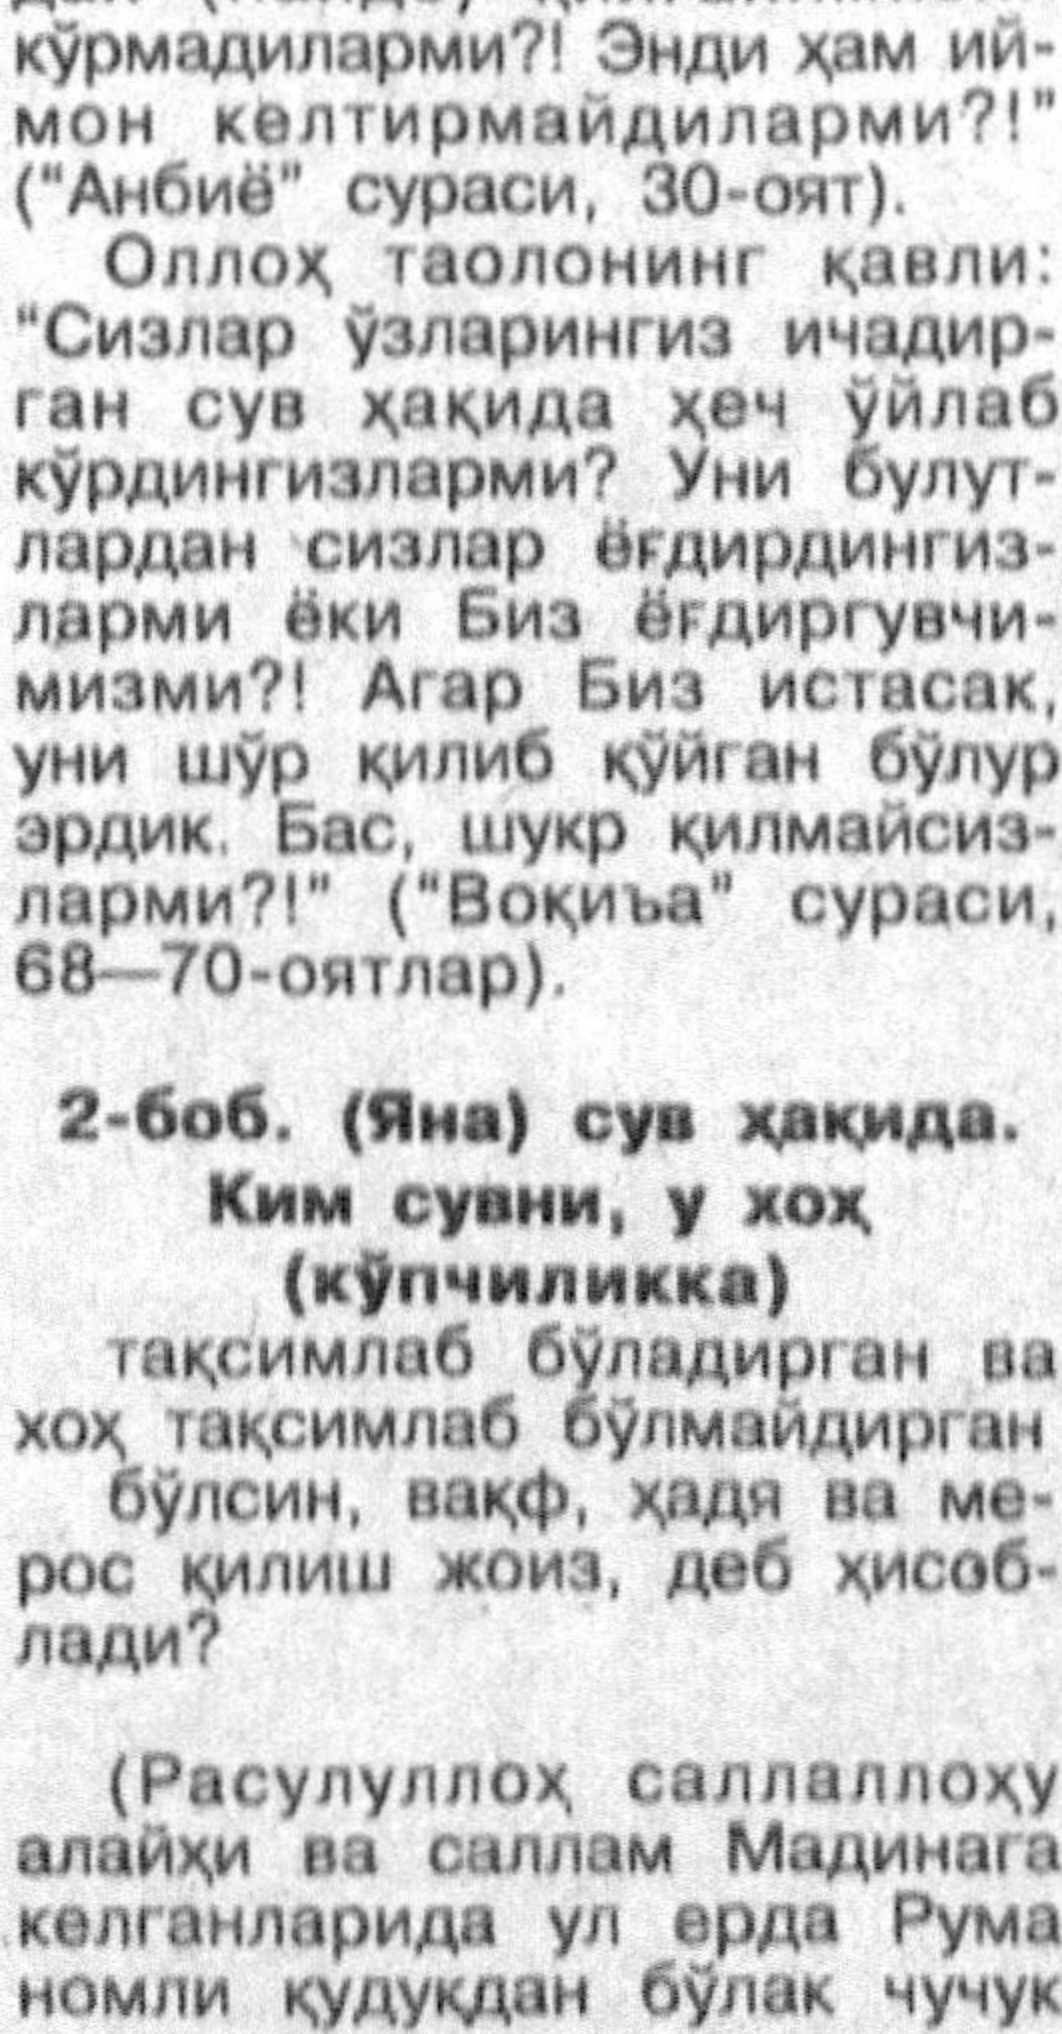 кўрмадиларми?! Энди ҳам ий-
мон келтирмайдиларми?!"
("Анбиё" сураси, 30-оят).
Оллоҳ таолонинг қавли:
"Сизлар ўзларингиз ичадир-
ган сув ҳақида ҳеч ўйлаб
кўрдингизларми? Уни булут-
лардан сизлар ёғдирдингиз-
ларми ёки Биз ёғдиргувчи-
мизми?! Агар Биз истасак,
уни шўр қилиб қўйган бўлур
эрдик. Бас, шукр қилмайсиз-
ларми?!" ("Воқиъа" сураси,
68—70-оятлар).
2-боб. (Яна) сув ҳақида.
Ким сувни, у хоҳ
(кўпчиликка)
тақсимлаб бўладирган ва
хоҳ тақсимлаб бўлмайдирган
бўлсин, вақф, ҳадя ва ме-
рос қилиш жоиз, деб ҳисоб-
лади?
(Расулуллоҳ саллаллоҳу
алайҳи ва саллам Мадинага
келганларида ул ерда Рума
номли қудуқдан бўлак чучук